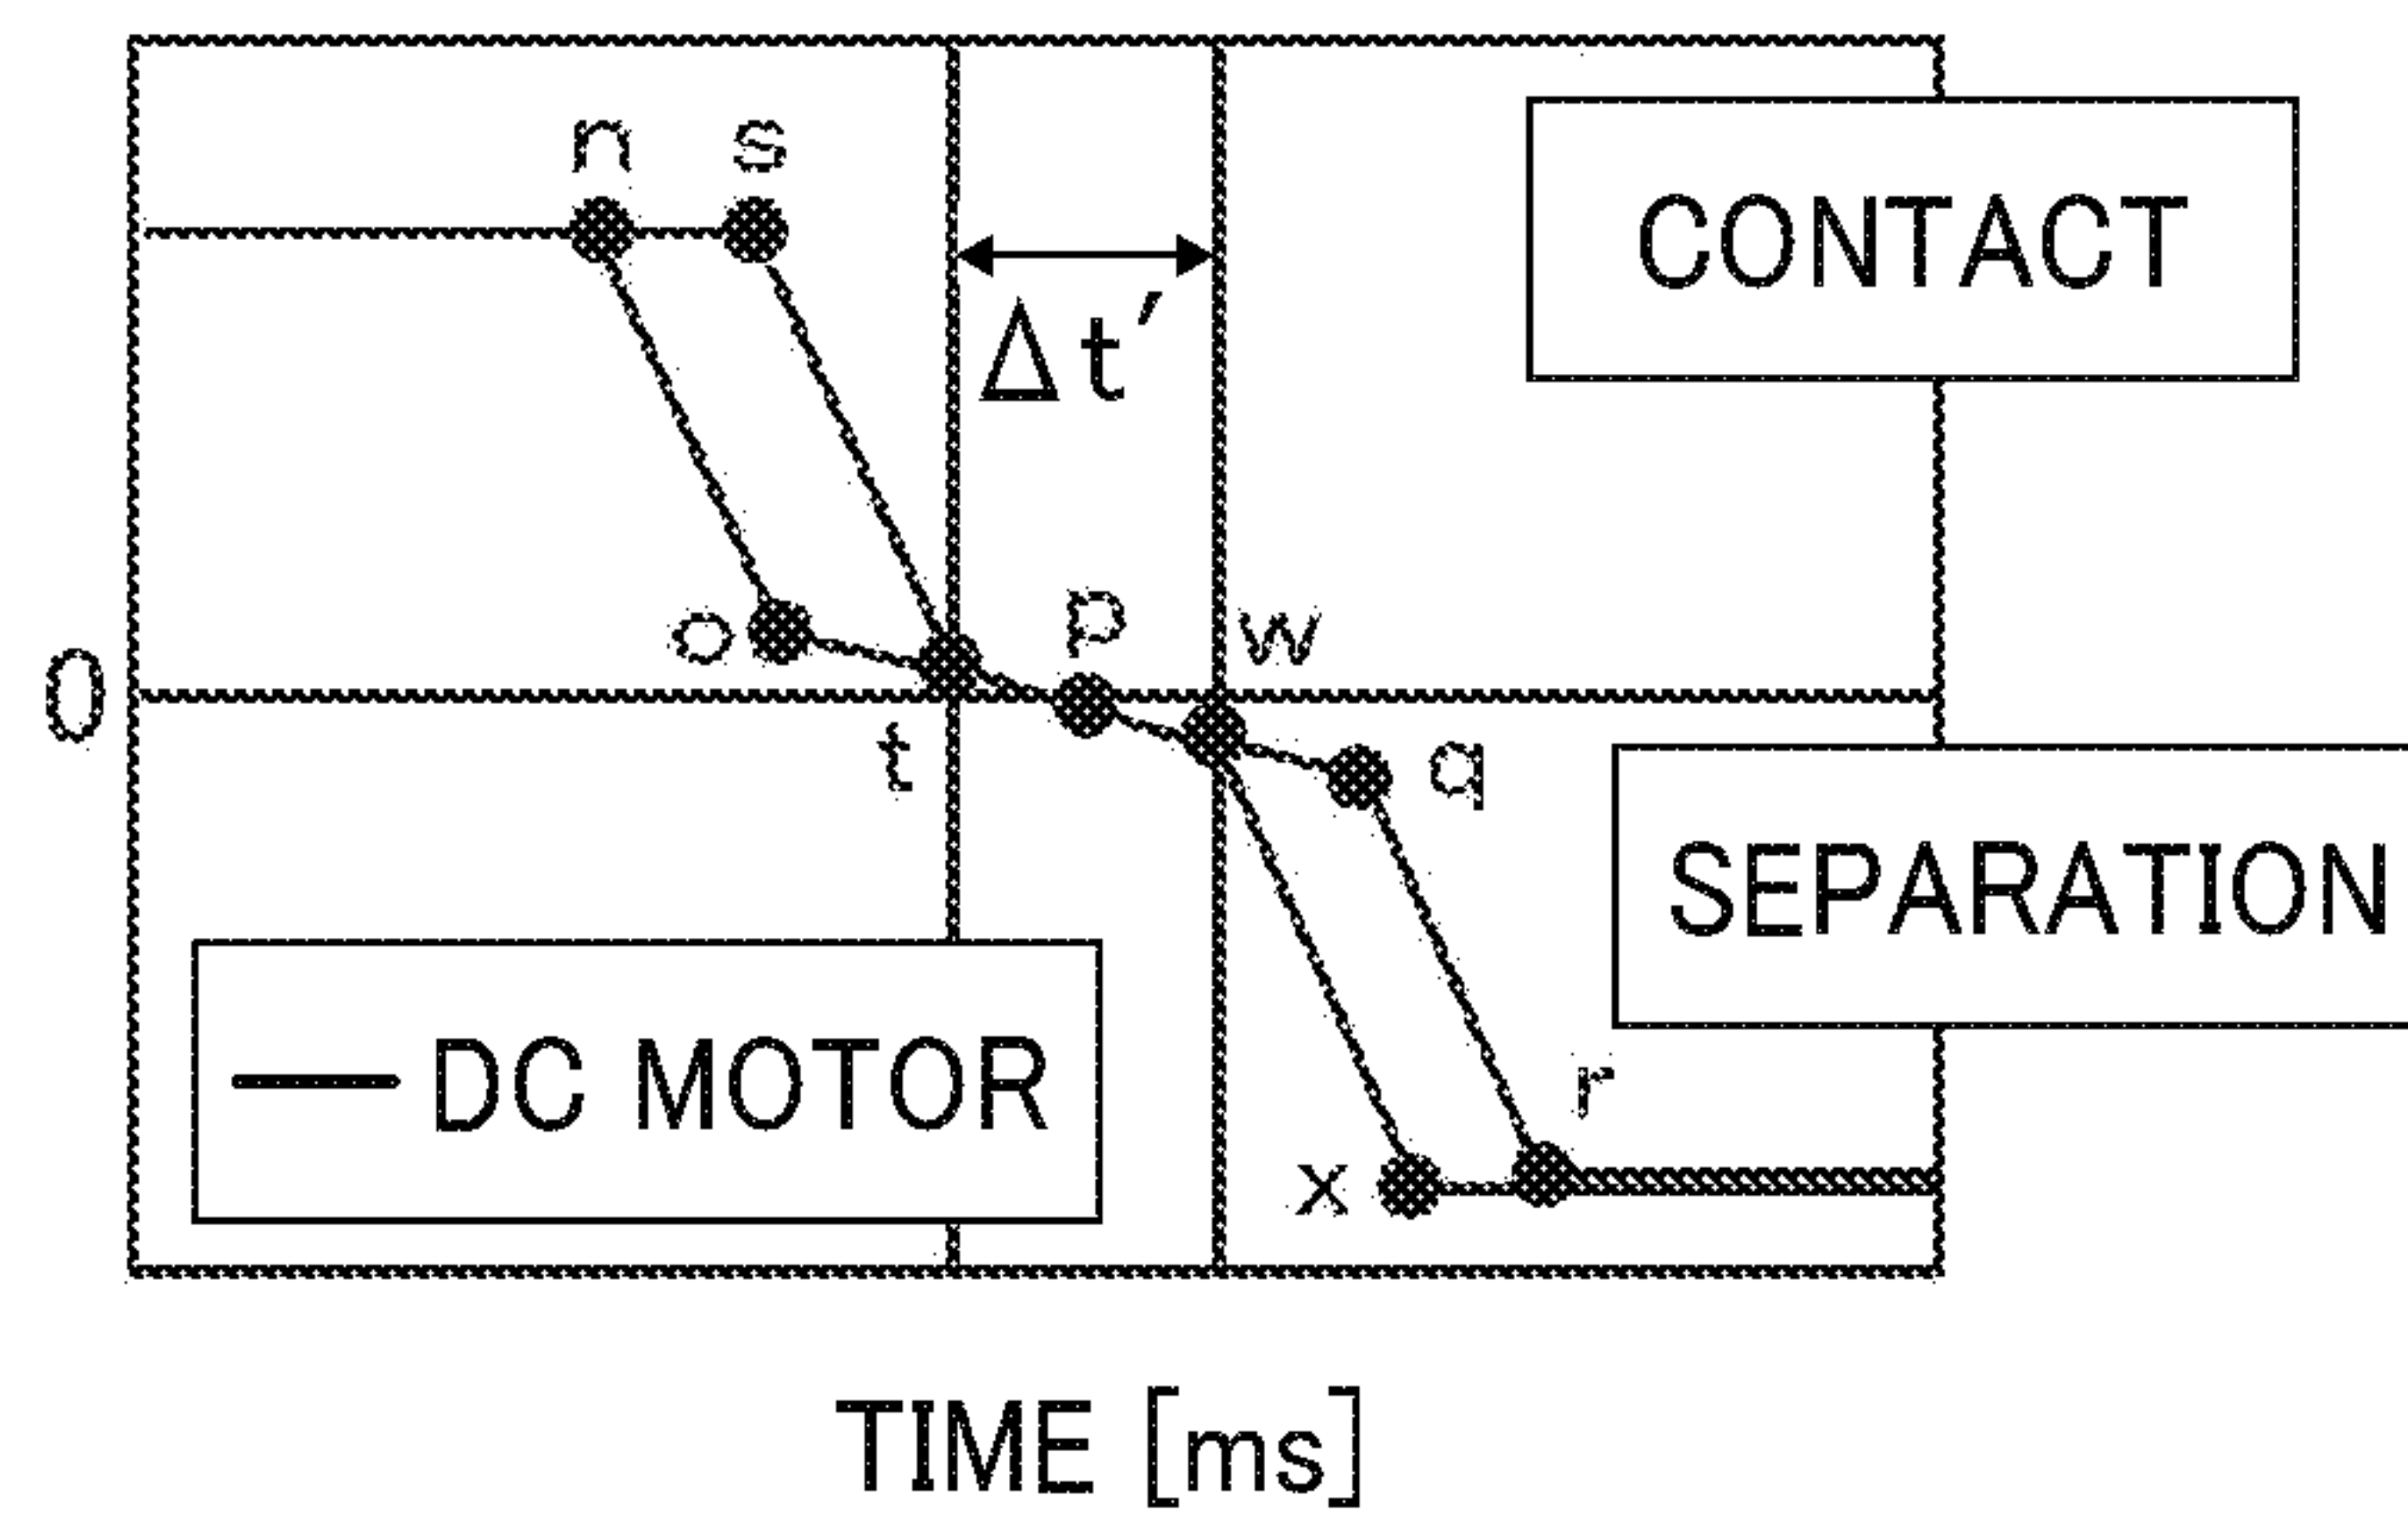 n s
CONTACT
Δt′
o p w
0
t q
SEPARATION
DC MOTOR
r
x
TIME [ms]